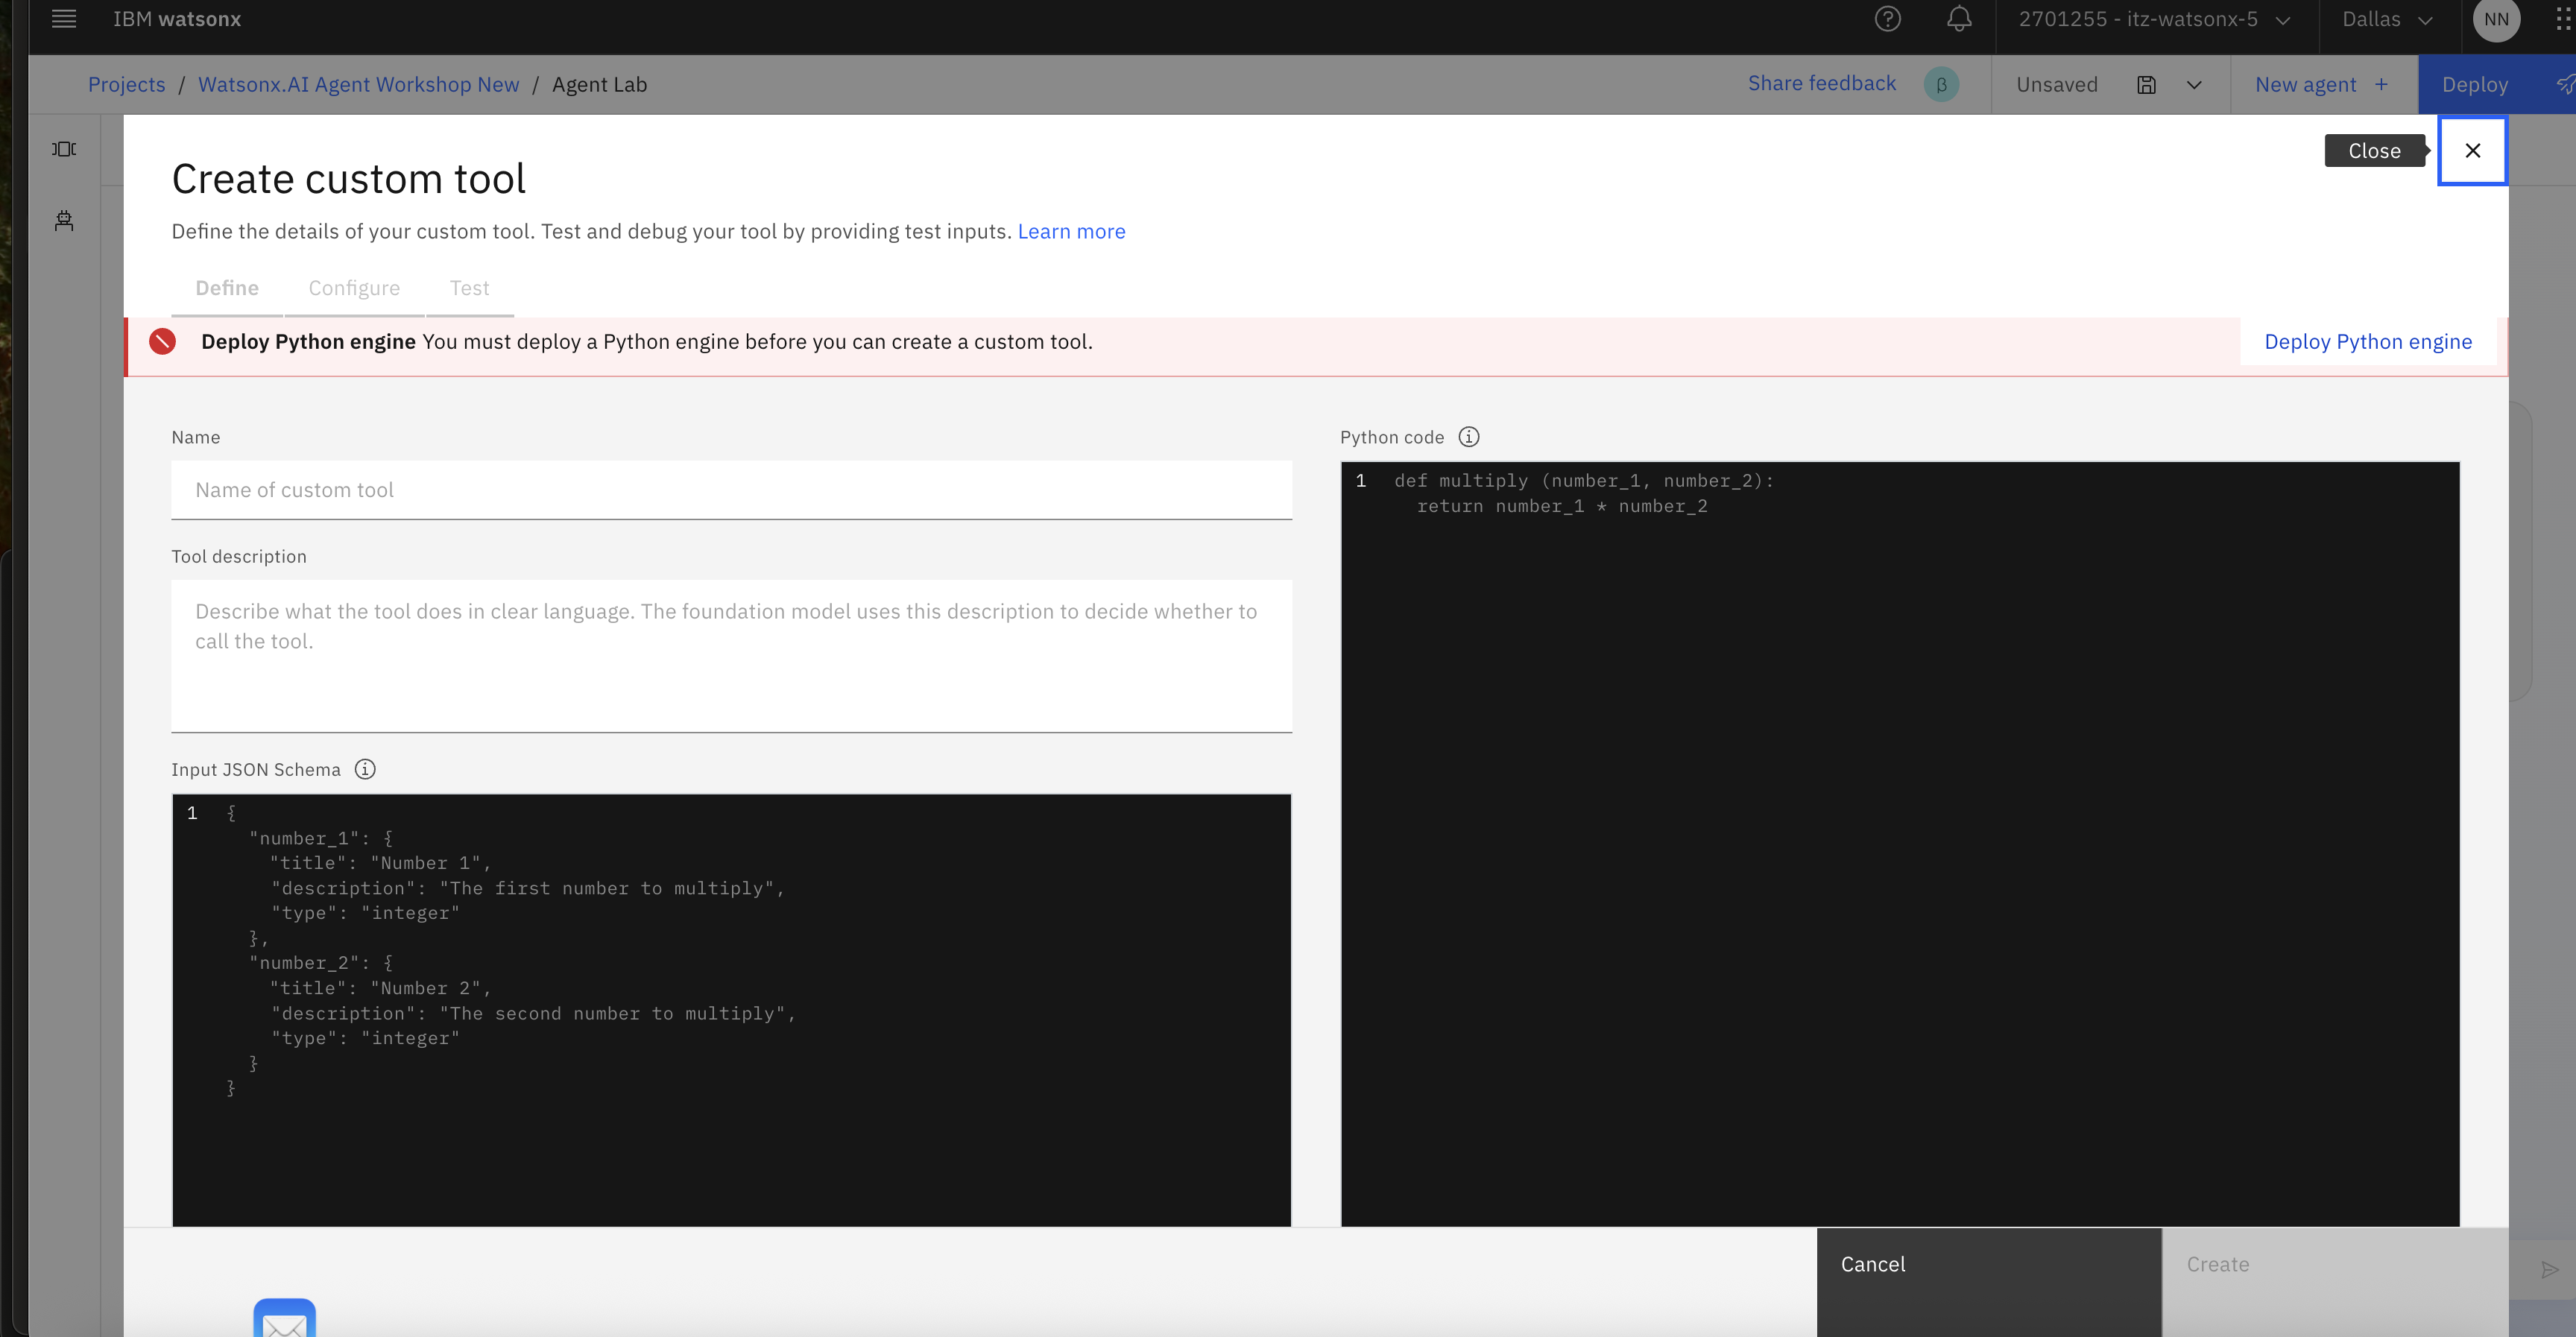 IBM watsonx
2701255 - itz-watsonx-5
Dallas
NN
Projects / Watsonx.AI Agent Workshop New / Agent Lab
Share feedback
β
Unsaved
New agent +
Deploy
Close
Create custom tool
Define the details of your custom tool. Test and debug your tool by providing test inputs. Learn more
Define
Configure
Test
Deploy Python engine You must deploy a Python engine before you can create a custom tool.
Deploy Python engine
Name
Name of custom tool
Tool description
Describe what the tool does in clear language. The foundation model uses this description to decide whether to
call the tool.
Input JSON Schema
1 {
"number_1": {
"title": "Number 1",
"description": "The first number to multiply",
"type": "integer"
},
"number_2": {
"title": "Number 2",
"description": "The second number to multiply",
"type": "integer"
}
}
Python code
1 def multiply (number_1, number_2):
return number_1 * number_2
Cancel
Create